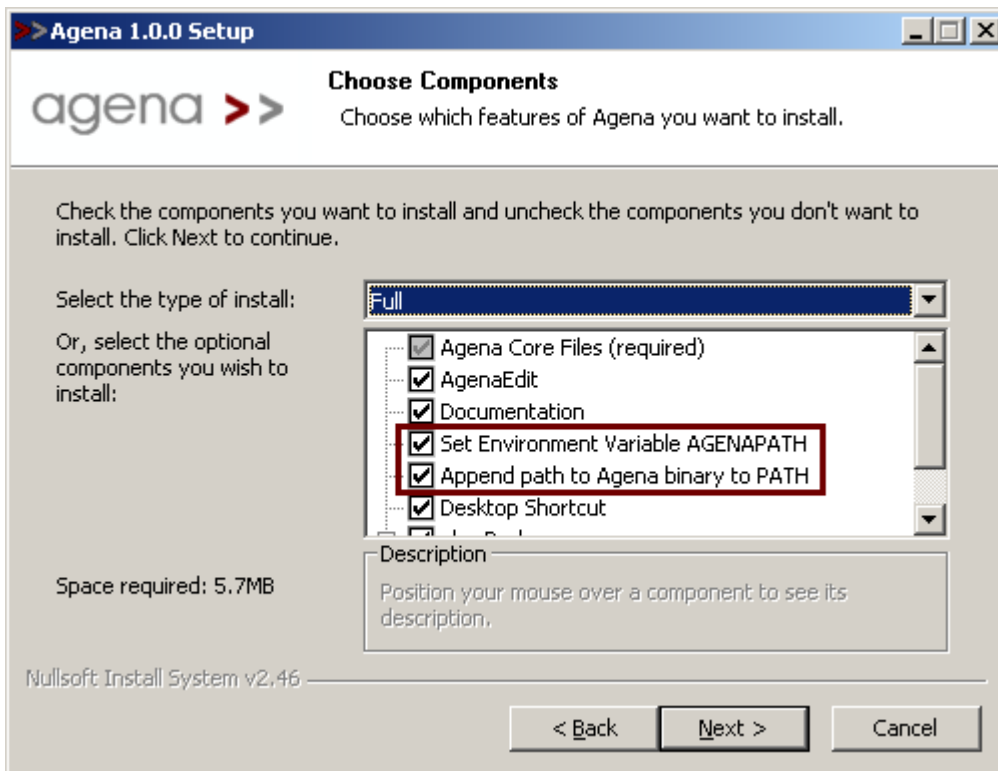 >>Agena 1.0.0 Setup
agena >>
Choose Components
Choose which features of Agena you want to install.
Check the components you want to install and uncheck the components you don't want to
install. Click Next to continue.
Select the type of install:
Full
Or, select the optional
components you wish to
install:
Agena Core Files (required)
AgenaEdit
Documentation
Set Environment Variable AGENAPATH
Append path to Agena binary to PATH
Desktop Shortcut
Space required: 5.7MB
Description
Position your mouse over a component to see its
description.
Nullsoft Install System v2.46
< Back
Next >
Cancel